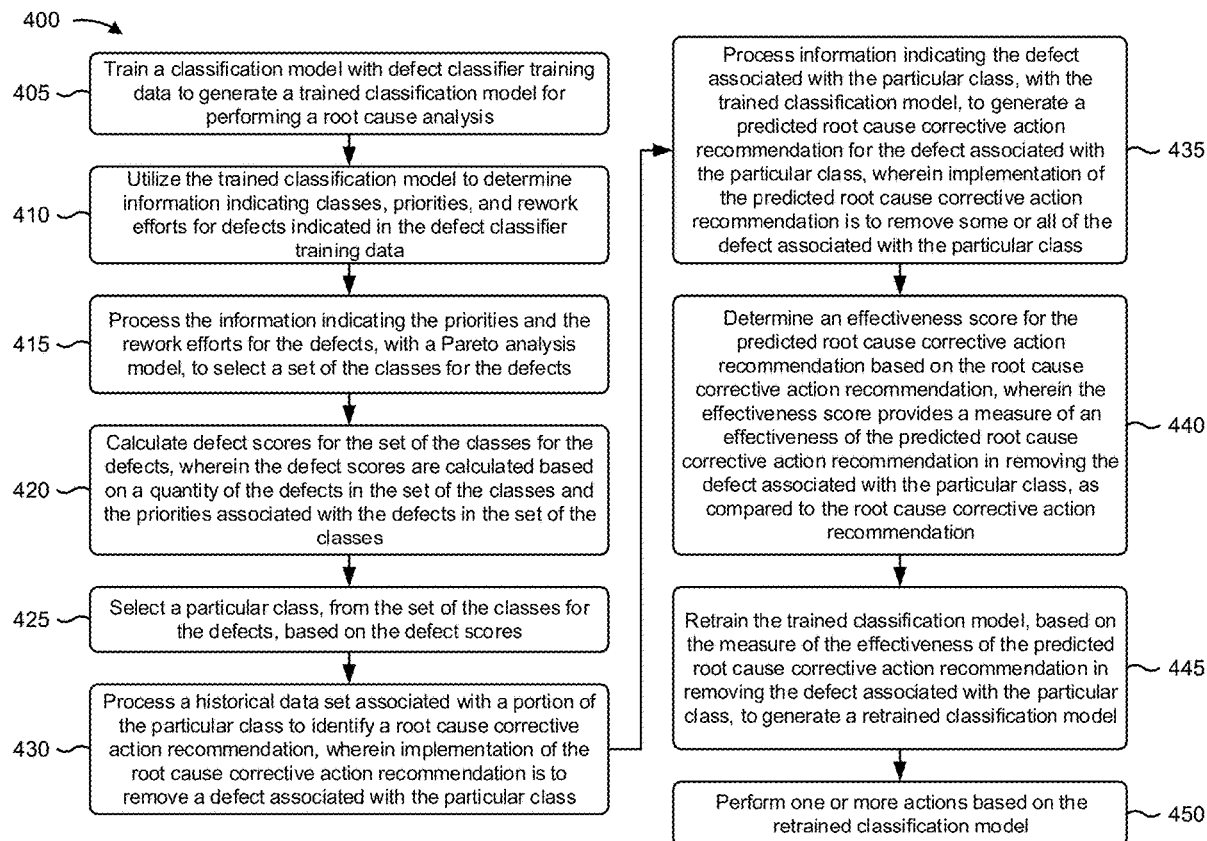 400
405
Train a classification model with defect classifier training
data to generate a trained classification model for
performing a root cause analysis
410
Utilize the trained classification model to determine
information indicating classes, priorities, and rework
efforts for defects indicated in the defect classifier
training data
415
Process the information indicating the priorities and the
rework efforts for the defects, with a Pareto analysis
model, to select a set of the classes for the defects
420
Calculate defect scores for the set of the classes for the
defects, wherein the defect scores are calculated based
on a quantity of the defects in the set of the classes and
the priorities associated with the defects in the set of the
classes
425
Select a particular class, from the set of the classes for
the defects, based on the defect scores
430
Process a historical data set associated with a portion of
the particular class to identify a root cause corrective
action recommendation, wherein implementation of the
root cause corrective action recommendation is to
remove a defect associated with the particular class
Process information indicating the defect
associated with the particular class, with the
trained classification model, to generate a
predicted root cause corrective action
recommendation for the defect associated with
the particular class, wherein implementation of
the predicted root cause corrective action
recommendation is to remove some or all of the
defect associated with the particular class
435
Determine an effectiveness score for the
predicted root cause corrective action
recommendation based on the root cause
corrective action recommendation, wherein the
effectiveness score provides a measure of an
effectiveness of the predicted root cause
corrective action recommendation in removing the
defect associated with the particular class, as
compared to the root cause corrective action
recommendation
440
Retrain the trained classification model, based on
the measure of the effectiveness of the predicted
root cause corrective action recommendation in
removing the defect associated with the particular
class, to generate a retrained classification model
445
Perform one or more actions based on the
retrained classification model
450